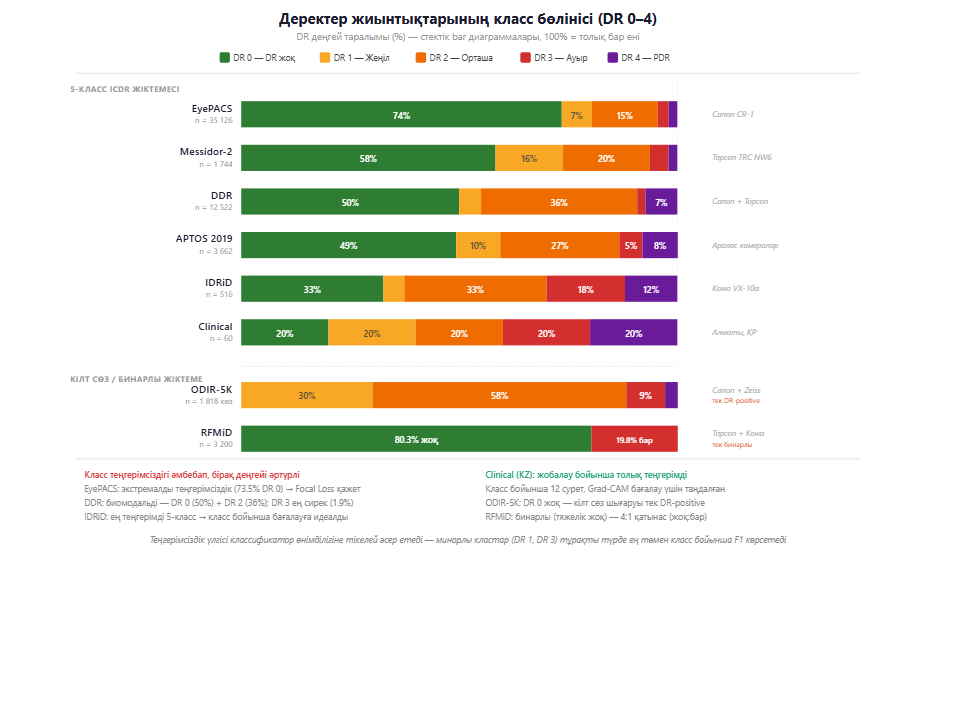 Деректер жиынтықтарының класс бөлінісі (DR 0–4)
DR деңгей таралымы (%) — стектік bar диаграммалары, 100% = толық бар ені
DR 0 — DR жоқ DR 1 — Жеңіл DR 2 — Орташа DR 3 — Ауыр DR 4 — PDR
5-КЛАСС ICDR ЖІКТЕМЕСІ
EyePACS 74% 7% 15% Canon CR-1
n = 35 126
Messidor-2 58% 16% 20% Topcon TRC NW6
n = 1 744
DDR 50% 36% 7% Canon + Topcon
n = 12 522
APTOS 2019 49% 10% 27% 5% 8% Аралас камералар
n = 3 662
IDRiD 33% 33% 18% 12% Kowa VX-10α
n = 516
Clinical 20% 20% 20% 20% 20% Алматы, ҚР
n = 60
КІЛТ СӨЗ / БИНАРЛЫ ЖІКТЕМЕ
ODIR-5K 30% 58% 9% Canon + Zeiss
n = 1 818 көз тек DR-positive
RFMiD 80.3% жоқ 19.8% бар Topcon + Kowa
n = 3 200 тек бинарлы
Класс теңгерімсіздігі әмбебап, бірақ деңгейі әртүрлі
EyePACS: экстремалды теңгерімсіздік (73.5% DR 0) → Focal Loss қажет
DDR: биомодальді — DR 0 (50%) + DR 2 (36%); DR 3 ең сирек (1.9%)
IDRiD: ең теңгерімді 5-класс → класс бойынша бағалауға идеалды
Clinical (KZ): жобалау бойынша толық теңгерімді
Класс бойынша 12 сурет, Grad-CAM бағалау үшін таңдалған
ODIR-5K: DR 0 жоқ — кілт сөз шығаруы тек DR-positive
RFMiD: бинарлы (тяжелік жоқ) — 4:1 қатынас (жоқ:бар)
Теңгерімсіздік үлгісі классификатор өнімділігіне тікелей әсер етеді — минорлы кластар (DR 1, DR 3) тұрақты түрде ең төмен класс бойынша F1 көрсетеді